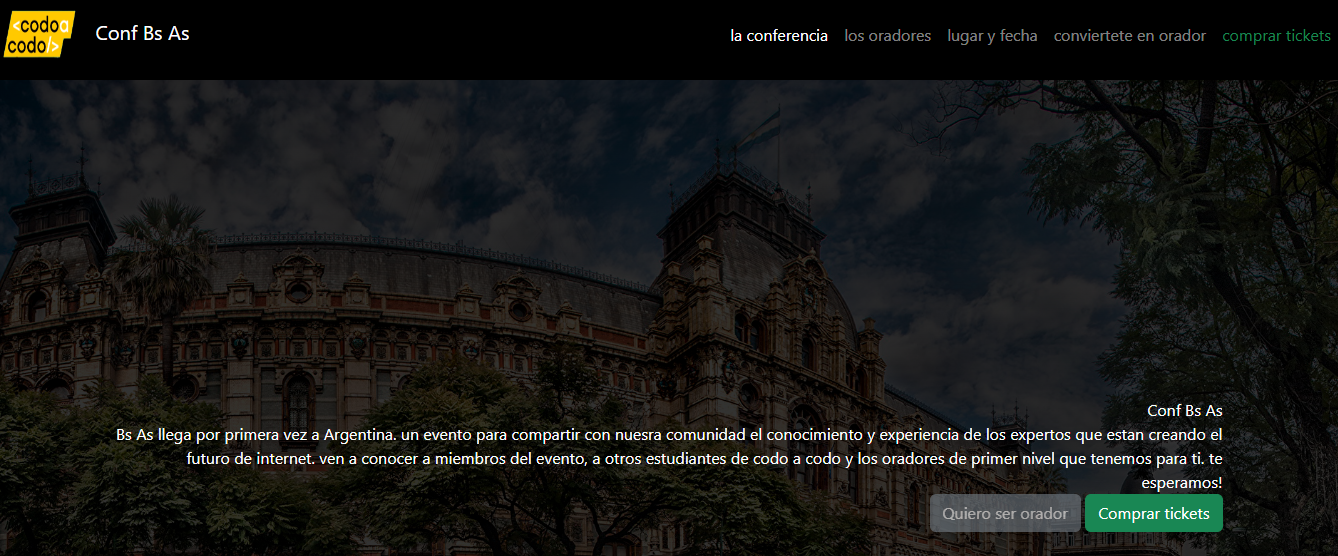 <codo a
codo/>
Conf Bs As
la conferencia los oradores lugar y fecha conviertete en orador comprar tickets
Conf Bs As
Bs As llega por primera vez a Argentina. un evento para compartir con nuesra comunidad el conocimiento y experiencia de los expertos que estan creando el
futuro de internet. ven a conocer a miembros del evento, a otros estudiantes de codo a codo y los oradores de primer nivel que tenemos para ti. te
esperamos!
Quiero ser orador Comprar tickets